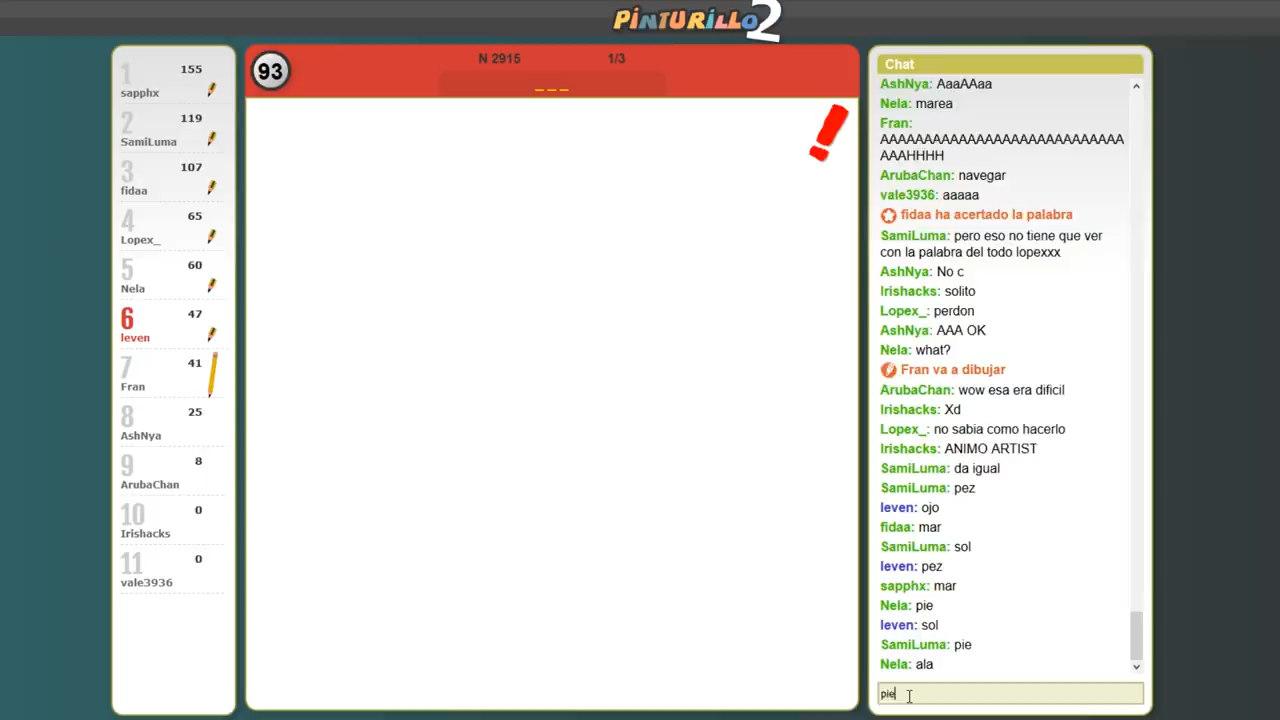 PiNTURiLLO2
1 155
sapphx
2 119
SamiLuma
3 107
fidaa
4 65
Lopex_
5 60
Nela
6 47
leven
7 41
Fran
8 25
AshNya
9 8
ArubaChan
10 0
Irishacks
11 0
vale3936
93
N 2915
1/3
_ _ _
!
Chat
AshNya: AaaAAaa
Nela: marea
Fran:
AAAAAAAAAAAAAAAAAAAAAAAAAAAA
AAAHHHH
ArubaChan: navegar
vale3936: aaaaa
fidaa ha acertado la palabra
SamiLuma: pero eso no tiene que ver
con la palabra del todo lopexxx
AshNya: No c
Irishacks: solito
Lopex_: perdon
AshNya: AAA OK
Nela: what?
Fran va a dibujar
ArubaChan: wow esa era dificil
Irishacks: Xd
Lopex_: no sabia como hacerlo
Irishacks: ANIMO ARTIST
SamiLuma: da igual
SamiLuma: pez
leven: ojo
fidaa: mar
SamiLuma: sol
leven: pez
sapphx: mar
Nela: pie
leven: sol
SamiLuma: pie
Nela: ala
pie